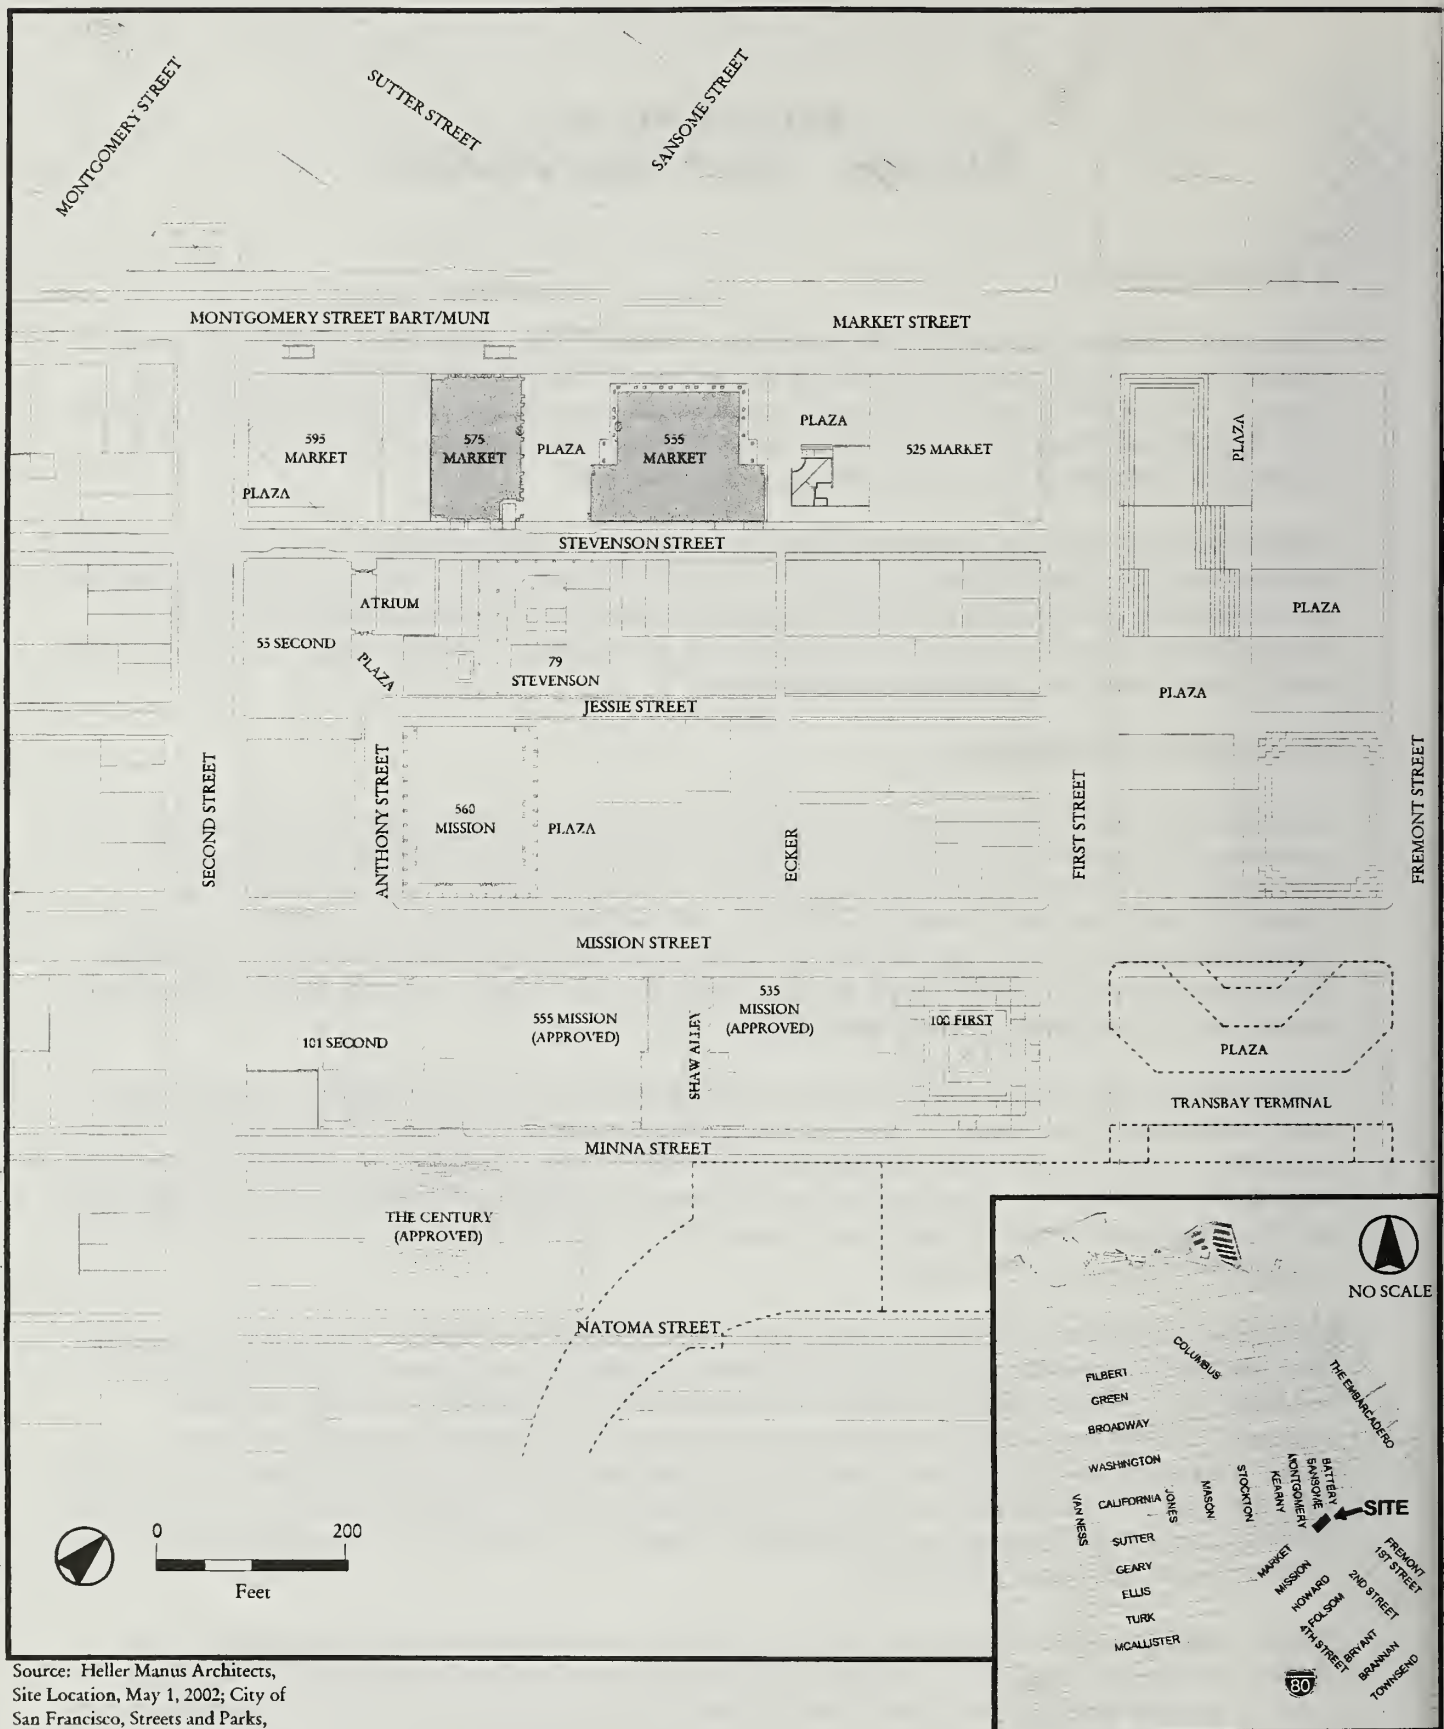 MONTGOMERY STREET
SUTTER STREET
SANSOME STREET
MONTGOMERY STREET BART/MUNI
MARKET STREET
595
MARKET
PLAZA
575
MARKET
PLAZA
555
MARKET
PLAZA
525 MARKET
PLAZA
STEVENSON STREET
ATRIUM
55 SECOND
PLAZA
79
STEVENSON
PLAZA
PLAZA
JESSIE STREET
SECOND STREET
ANTHONY STREET
560
MISSION
PLAZA
ECKER
FIRST STREET
FREMONT STREET
MISSION STREET
101 SECOND
555 MISSION
(APPROVED)
SHAW ALLEY
535
MISSION
(APPROVED)
100 FIRST
PLAZA
TRANSBAY TERMINAL
MINNA STREET
THE CENTURY
(APPROVED)
NATOMA STREET
0 200
Feet
NO SCALE
COLUMBUS
THE EMBARCADERO
FILBERT
GREEN
BROADWAY
WASHINGTON
CALIFORNIA
VAN NESS
JONES
MASON
STOCKTON
KEARNY
MONTGOMERY
SANSOME
BATTERY
SITE
SUTTER
GEARY
ELLIS
TURK
MCALLISTER
MARKET
MISSION
HOWARD
FOLSOM
4TH STREET
2ND STREET
FREMONT
1ST STREET
BRYANT
BRANNAN
TOWNSEND
80
Source: Heller Manus Architects,
Site Location, May 1, 2002; City of
San Francisco, Streets and Parks,